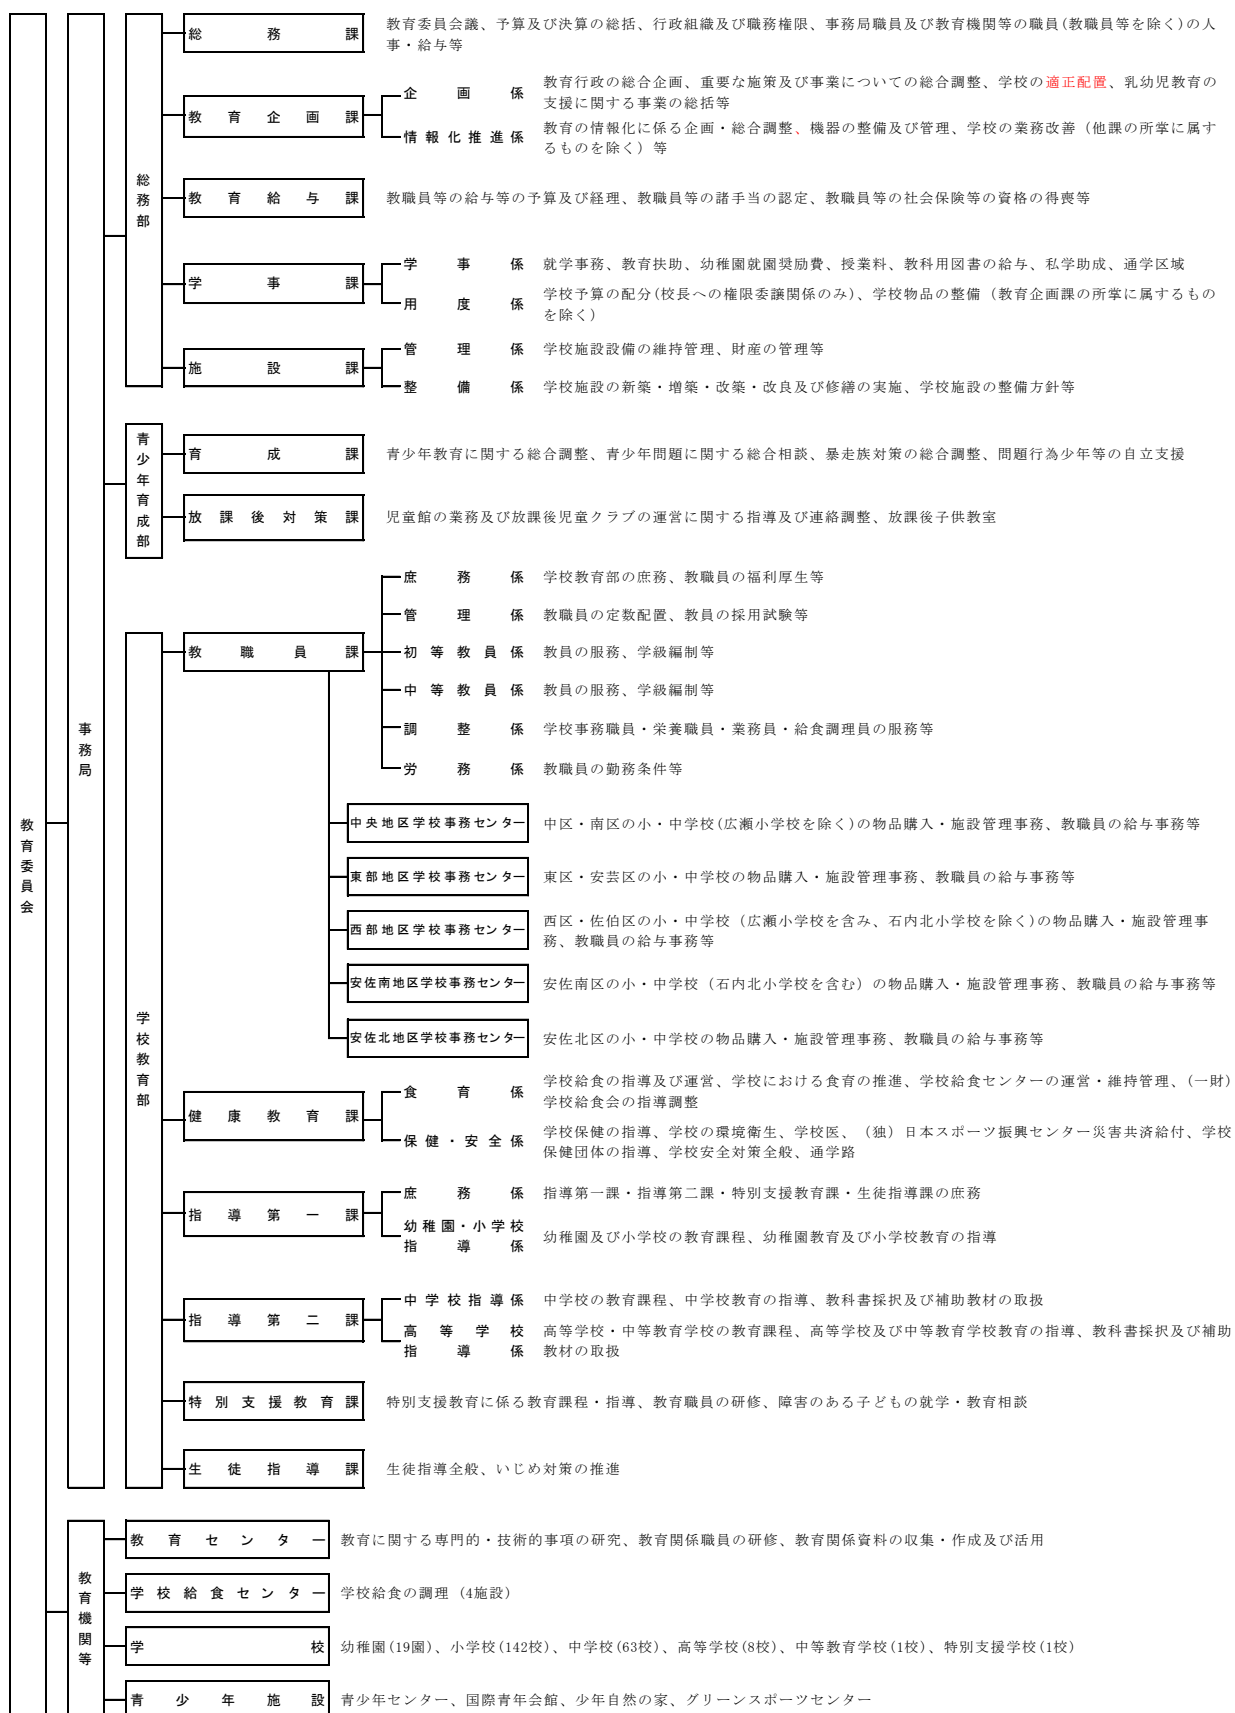 教育委員会
事務局
総務部
総務課
教育委員会議、予算及び決算の総括、行政組織及び職務権限、事務局職員及び教育機関等の職員(教職員等を除く)の人
事・給与等
教育企画課
企画係
教育行政の総合企画、重要な施策及び事業についての総合調整、学校の適正配置、乳幼児教育の
支援に関する事業の総括等
情報化推進係
教育の情報化に係る企画・総合調整、機器の整備及び管理、学校の業務改善（他課の所掌に属す
るものを除く）等
教育給与課
教職員等の給与等の予算及び経理、教職員等の諸手当の認定、教職員等の社会保険等の資格の得喪等
学事課
学事係
就学事務、教育扶助、幼稚園就園奨励費、授業料、教科用図書の給与、私学助成、通学区域
用度係
学校予算の配分(校長への権限委譲関係のみ)、学校物品の整備（教育企画課の所掌に属するもの
を除く）
施設課
管理係
学校施設設備の維持管理、財産の管理等
整備係
学校施設の新築・増築・改築・改良及び修繕の実施、学校施設の整備方針等
青少年育成部
育成課
青少年教育に関する総合調整、青少年問題に関する総合相談、暴走族対策の総合調整、問題行為少年等の自立支援
放課後対策課
児童館の業務及び放課後児童クラブの運営に関する指導及び連絡調整、放課後子供教室
学校教育部
教職員課
庶務係
学校教育部の庶務、教職員の福利厚生等
管理係
教職員の定数配置、教員の採用試験等
初等教員係
教員の服務、学級編制等
中等教員係
教員の服務、学級編制等
調整係
学校事務職員・栄養職員・業務員・給食調理員の服務等
労務係
教職員の勤務条件等
中央地区学校事務センター
中区・南区の小・中学校(広瀬小学校を除く)の物品購入・施設管理事務、教職員の給与事務等
東部地区学校事務センター
東区・安芸区の小・中学校の物品購入・施設管理事務、教職員の給与事務等
西部地区学校事務センター
西区・佐伯区の小・中学校（広瀬小学校を含み、石内北小学校を除く)の物品購入・施設管理事
務、教職員の給与事務等
安佐南地区学校事務センター
安佐南区の小・中学校（石内北小学校を含む）の物品購入・施設管理事務、教職員の給与事務等
安佐北地区学校事務センター
安佐北区の小・中学校の物品購入・施設管理事務、教職員の給与事務等
健康教育課
食育係
学校給食の指導及び運営、学校における食育の推進、学校給食センターの運営・維持管理、(一財)
学校給食会の指導調整
保健・安全係
学校保健の指導、学校の環境衛生、学校医、（独）日本スポーツ振興センター災害共済給付、学校
保健団体の指導、学校安全対策全般、通学路
指導第一課
庶務係
指導第一課・指導第二課・特別支援教育課・生徒指導課の庶務
幼稚園・小学校
指導係
幼稚園及び小学校の教育課程、幼稚園教育及び小学校教育の指導
指導第二課
中学校指導係
中学校の教育課程、中学校教育の指導、教科書採択及び補助教材の取扱
高等学校
指導係
高等学校・中等教育学校の教育課程、高等学校及び中等教育学校教育の指導、教科書採択及び補助
教材の取扱
特別支援教育課
特別支援教育に係る教育課程・指導、教育職員の研修、障害のある子どもの就学・教育相談
生徒指導課
生徒指導全般、いじめ対策の推進
教育機関等
教育センター
教育に関する専門的・技術的事項の研究、教育関係職員の研修、教育関係資料の収集・作成及び活用
学校給食センター
学校給食の調理（4施設）
学校
幼稚園(19園)、小学校(142校)、中学校(63校)、高等学校(8校)、中等教育学校(1校)、特別支援学校(1校)
青少年施設
青少年センター、国際青年会館、少年自然の家、グリーンスポーツセンター